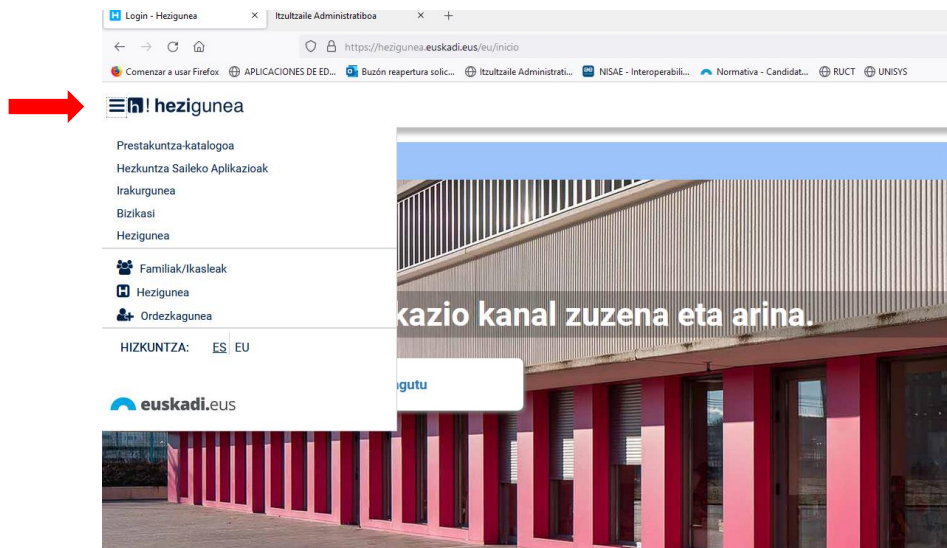 Login - Hezigunea
Itzultzaile Administratiboa
https://hezigunea.euskadi.eus/eu/inicio
Comenzar a usar Firefox APLICACIONES DE ED... Buzón reapertura solic... Itzultzaile Administrati... NISAE - Interoperabili... Normativa - Candidat... RUCT UNISYS
h! hezigunea
Prestakuntza-katalogoa
Hezkuntza Saileko Aplikazioak
Irakurgunea
Bizikasi
Hezigunea
Familiak/Ikasleak
H Hezigunea
Ordezkagunea
HIZKUNTZA: ES EU
euskadi.eus
kazio kanal zuzena eta arina.
agutu